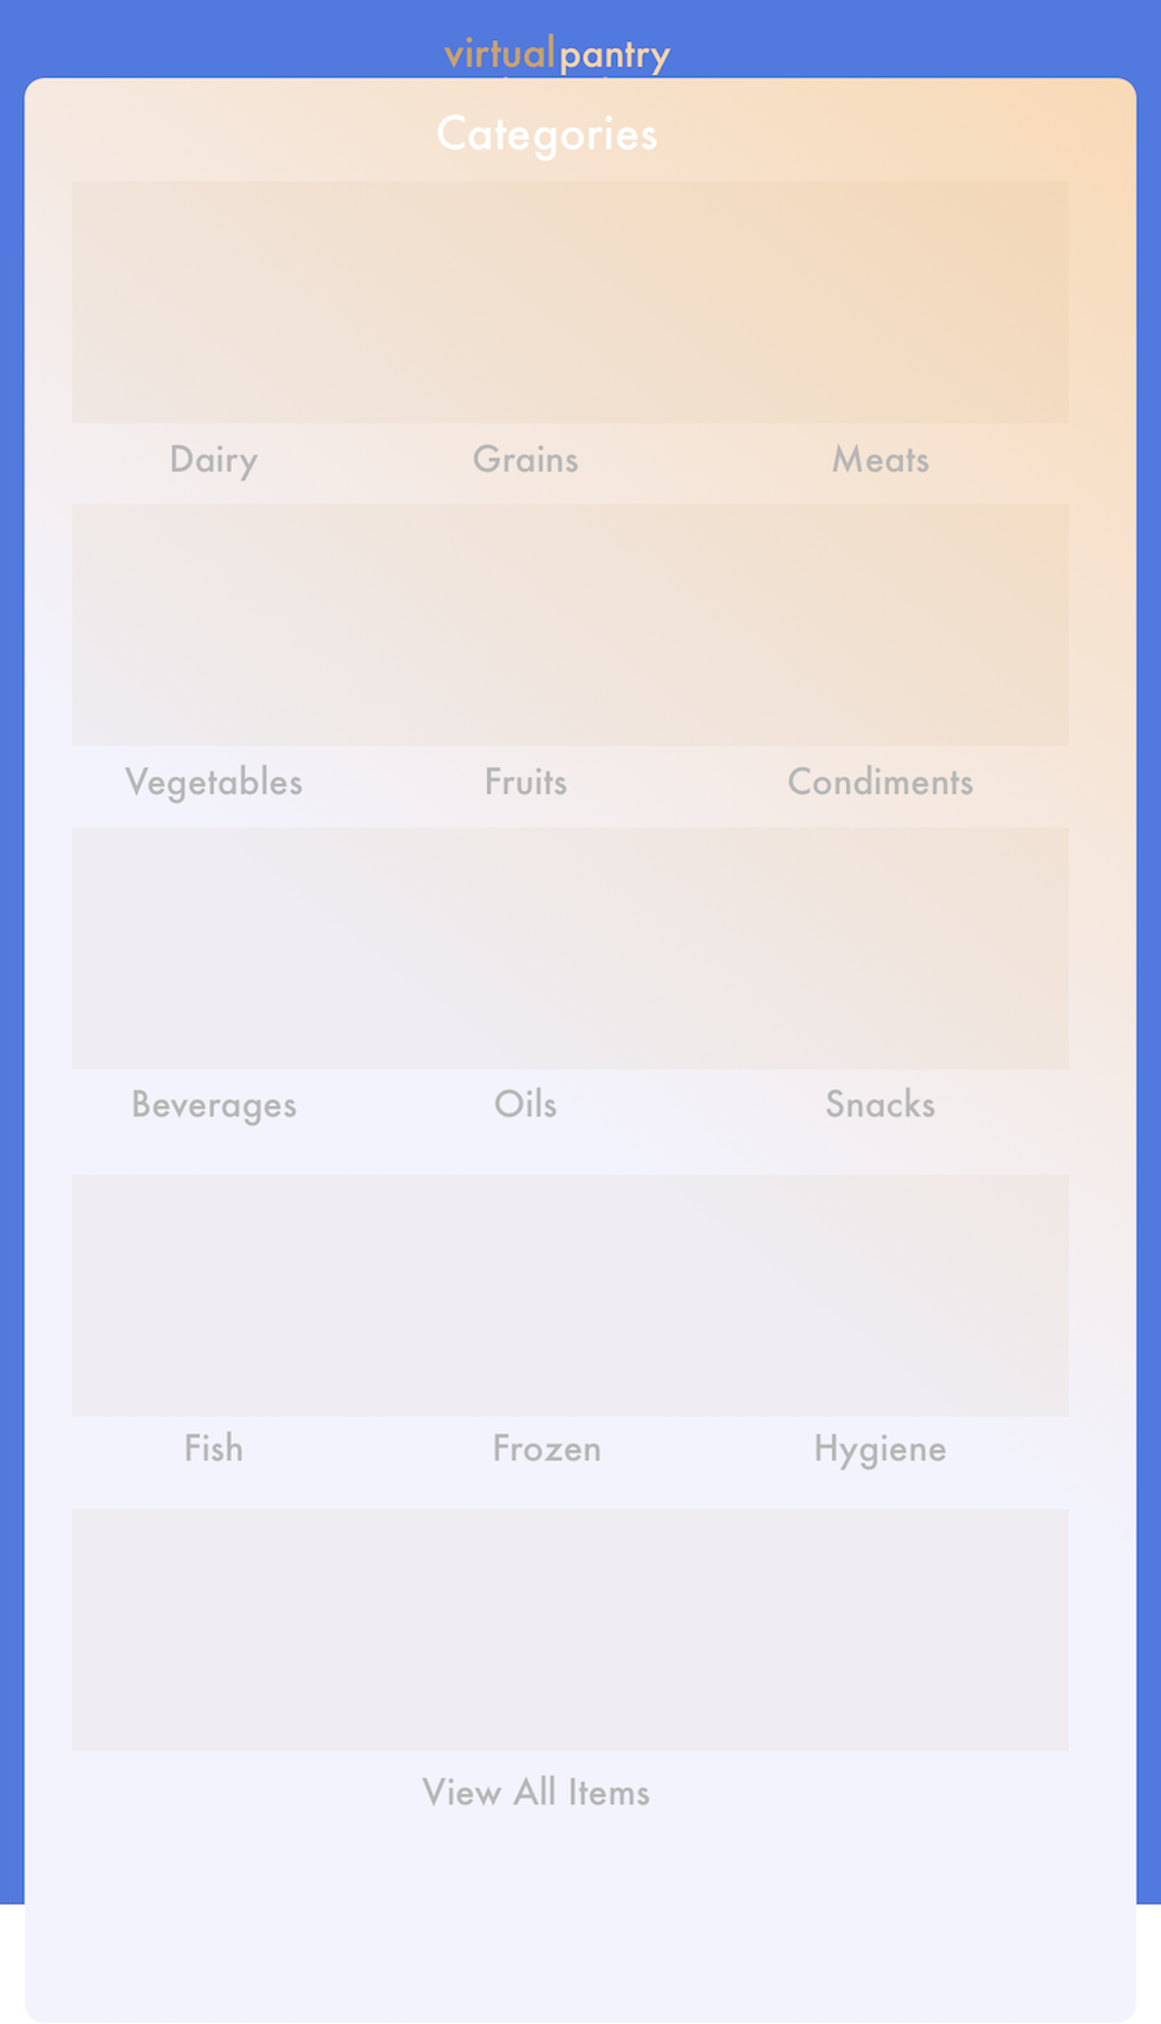 virtualpantry
Categories
Dairy Grains Meats
Vegetables Fruits Condiments
Beverages Oils Snacks
Fish Frozen Hygiene
View All Items